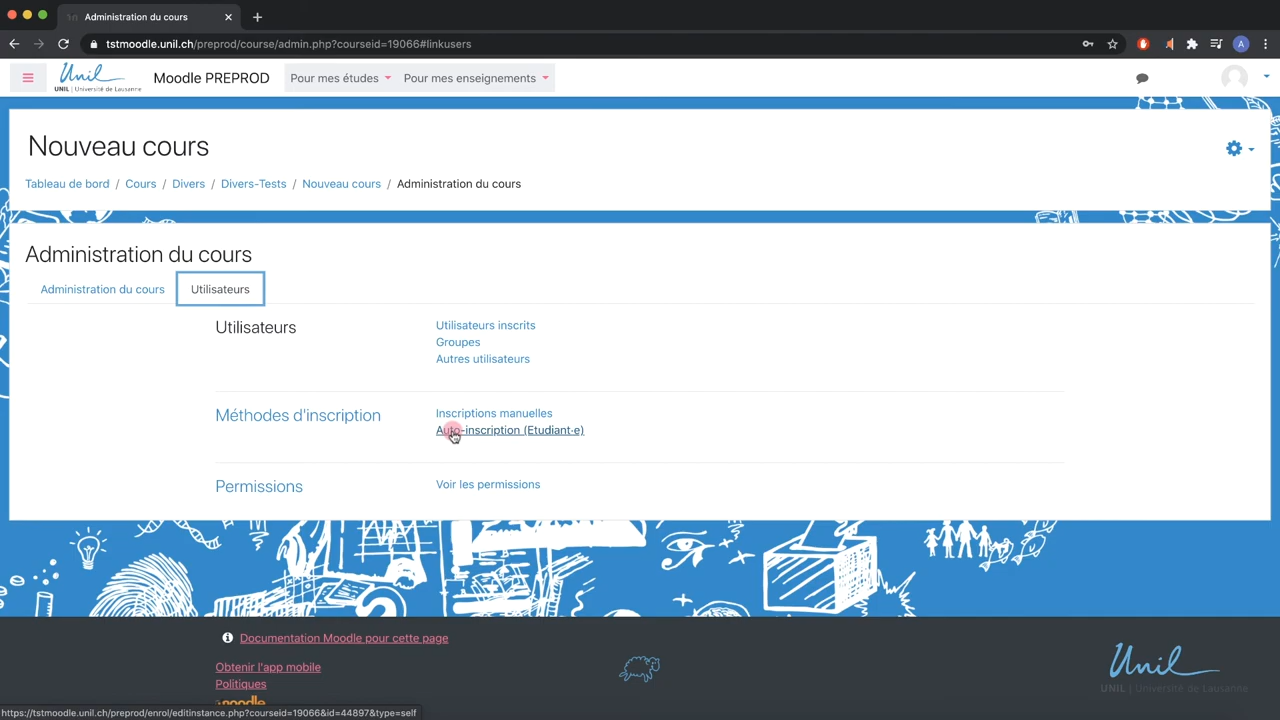 Administration du cours
tstmoodle.unil.ch/preprod/course/admin.php?courseid=19066#linkusers
A
Unil
UNIL | Université de Lausanne
Moodle PREPROD
Pour mes études
Pour mes enseignements
Nouveau cours
Tableau de bord / Cours / Divers / Divers-Tests / Nouveau cours / Administration du cours
Administration du cours
Administration du cours
Utilisateurs
Utilisateurs
Utilisateurs inscrits
Groupes
Autres utilisateurs
Méthodes d'inscription
Inscriptions manuelles
Auto-inscription (Etudiant·e)
Permissions
Voir les permissions
Documentation Moodle pour cette page
Obtenir l'app mobile
Politiques
moodle
Unil
UNIL | Université de Lausanne
https://tstmoodle.unil.ch/preprod/enrol/editinstance.php?courseid=19066&id=44897&type=self